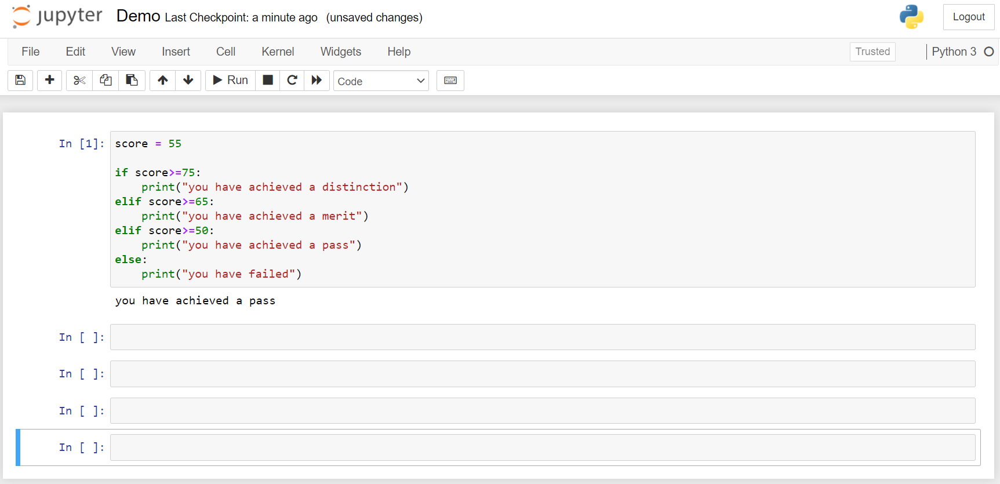 jupyter Demo Last Checkpoint: a minute ago (unsaved changes) Logout
File Edit View Insert Cell Kernel Widgets Help Trusted Python 3
Run Code
In [1]: score = 55
if score>=75:
    print("you have achieved a distinction")
elif score>=65:
    print("you have achieved a merit")
elif score>=50:
    print("you have achieved a pass")
else:
    print("you have failed")
you have achieved a pass
In [ ]:
In [ ]:
In [ ]:
In [ ]: